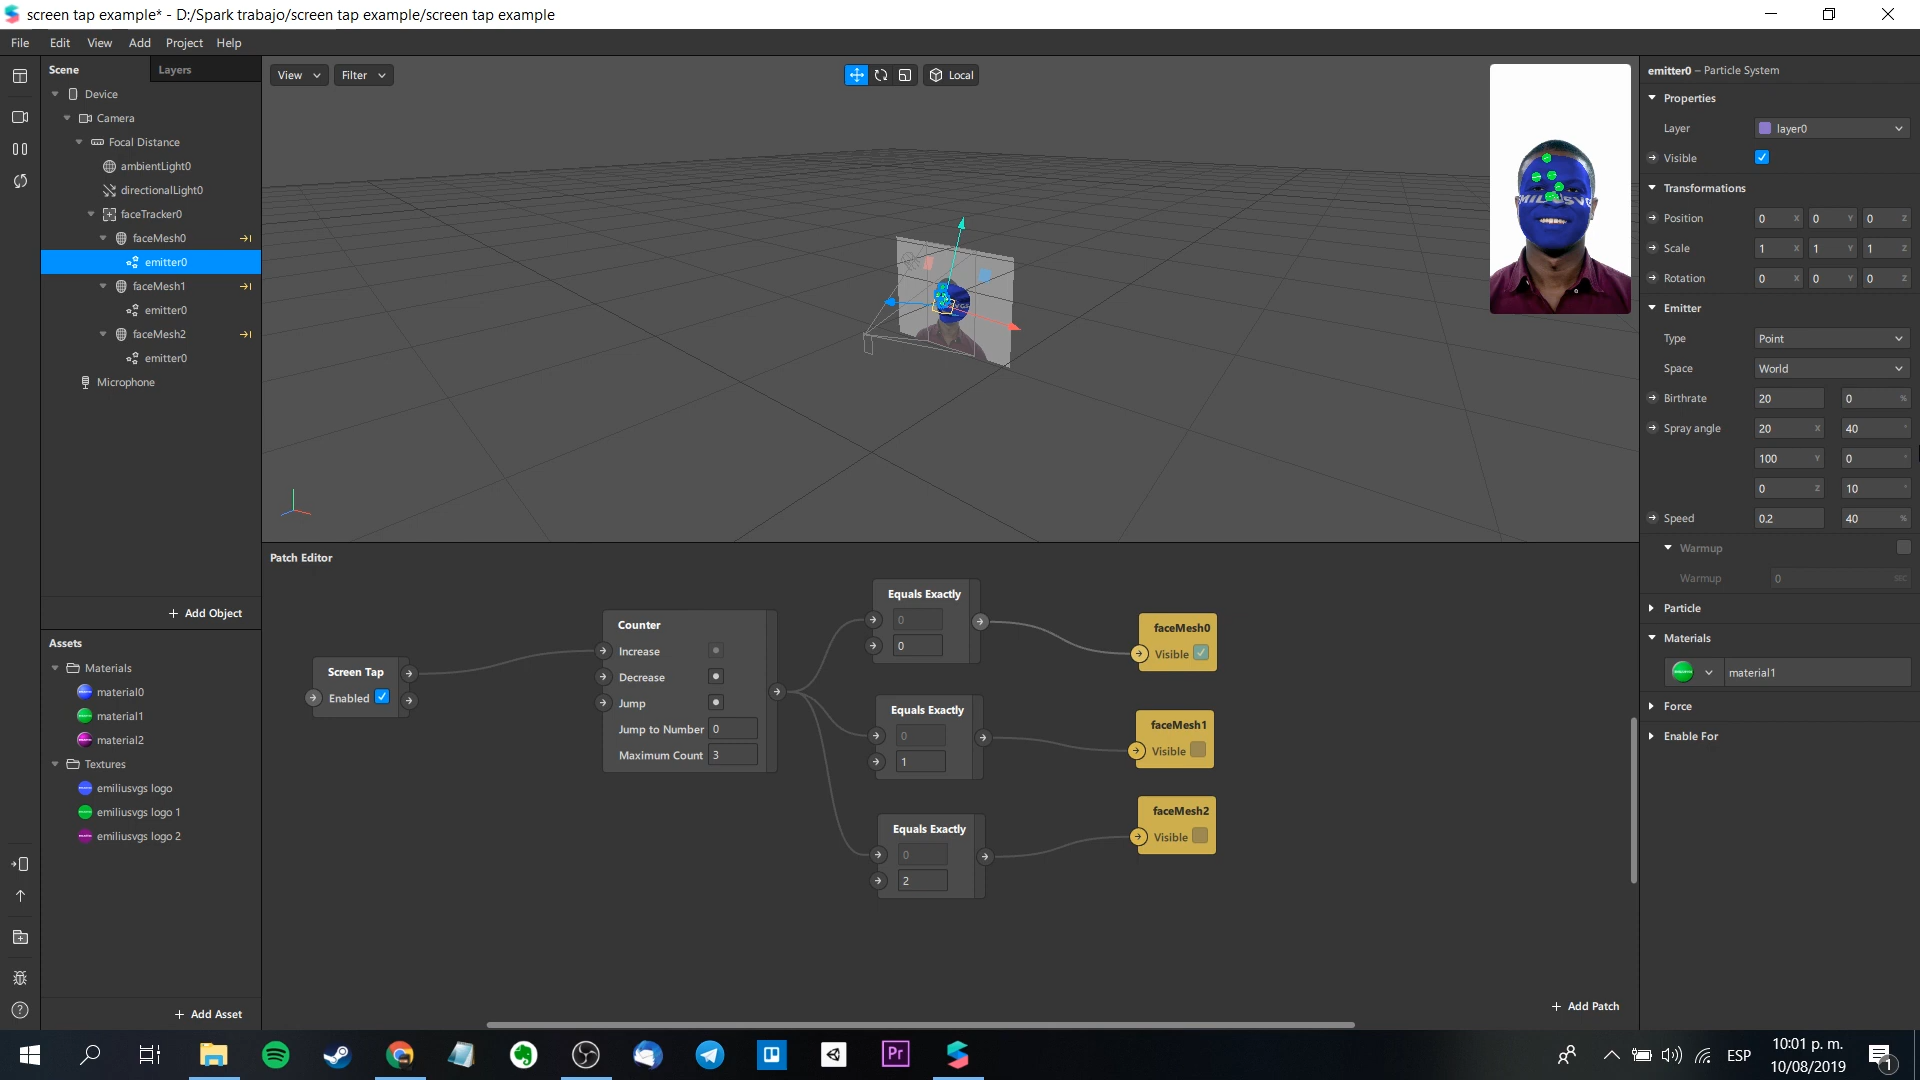 screen tap example* - D:/Spark trabajo/screen tap example/screen tap example
File Edit View Add Project Help
Scene Layers
Device
Camera
Focal Distance
ambientLight0
directionalLight0
faceTracker0
faceMesh0
emitter0
faceMesh1
emitter0
faceMesh2
emitter0
Microphone
+ Add Object
Assets
Materials
material0
material1
material2
Textures
emiliusvgs logo
emiliusvgs logo 1
emiliusvgs logo 2
+ Add Asset
View Filter Local
Patch Editor
Screen Tap
Enabled
Counter
Increase
Decrease
Jump
Jump to Number 0
Maximum Count 3
Equals Exactly
0
0
Equals Exactly
0
1
Equals Exactly
0
2
faceMesh0
Visible
faceMesh1
Visible
faceMesh2
Visible
+ Add Patch
emitter0 – Particle System
Properties
Layer layer0
Visible
Transformations
Position 0 X 0 Y 0 Z
Scale 1 X 1 Y 1 Z
Rotation 0 X 0 Y 0 Z
Emitter
Type Point
Space World
Birthrate 20 0 %
Spray angle 20 X 40 °
100 Y 0 °
0 Z 10 °
Speed 0.2 40 %
Warmup
Warmup 0 SEC
Particle
Materials
material1
Force
Enable For
Pr
ESP
10:01 p. m.
10/08/2019
1